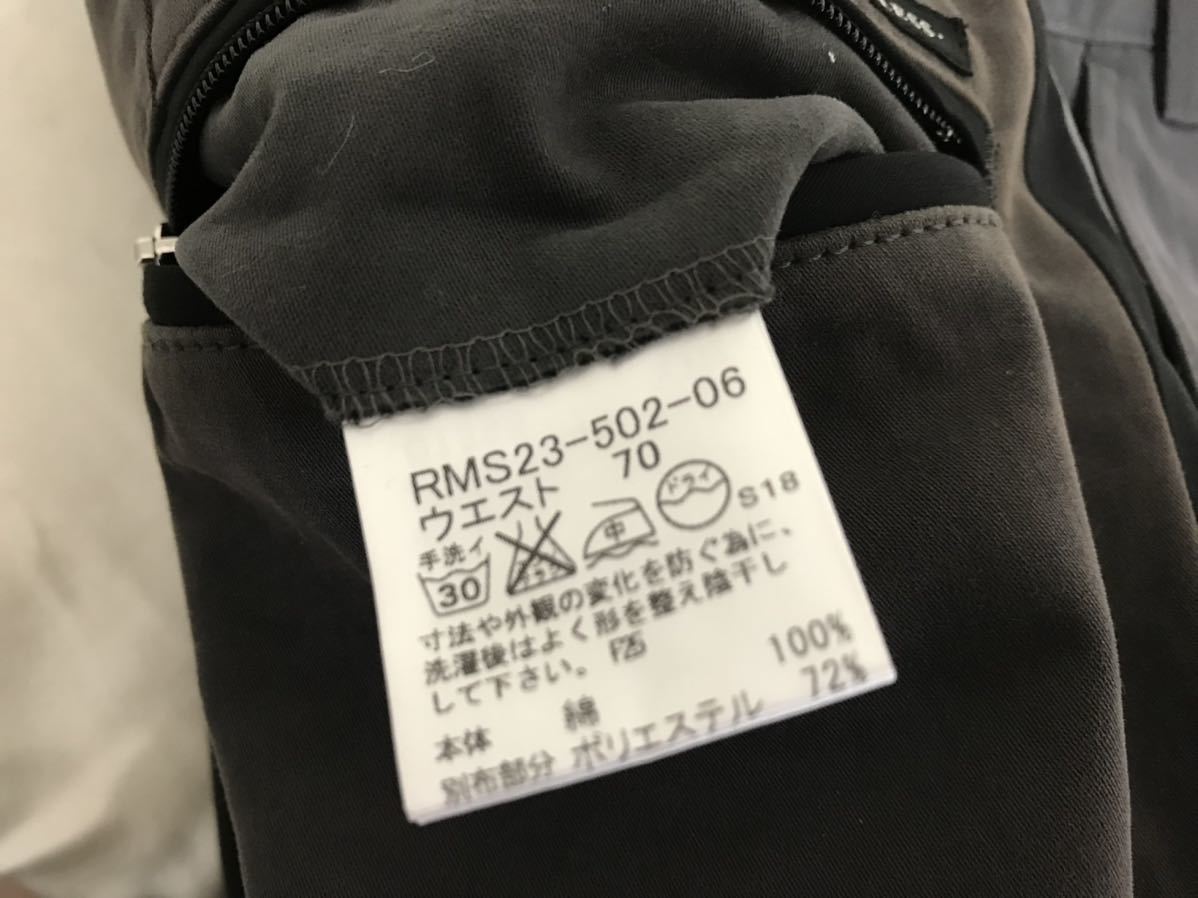 RMS23-502-06
ウエスト 70
手洗イ
30
中
ドライ
S18
寸法や外観の変化を防ぐ為に、
洗濯後はよく形を整え陰干し
して下さい。
本体 綿 100%
別布部分 ポリエステル 72%